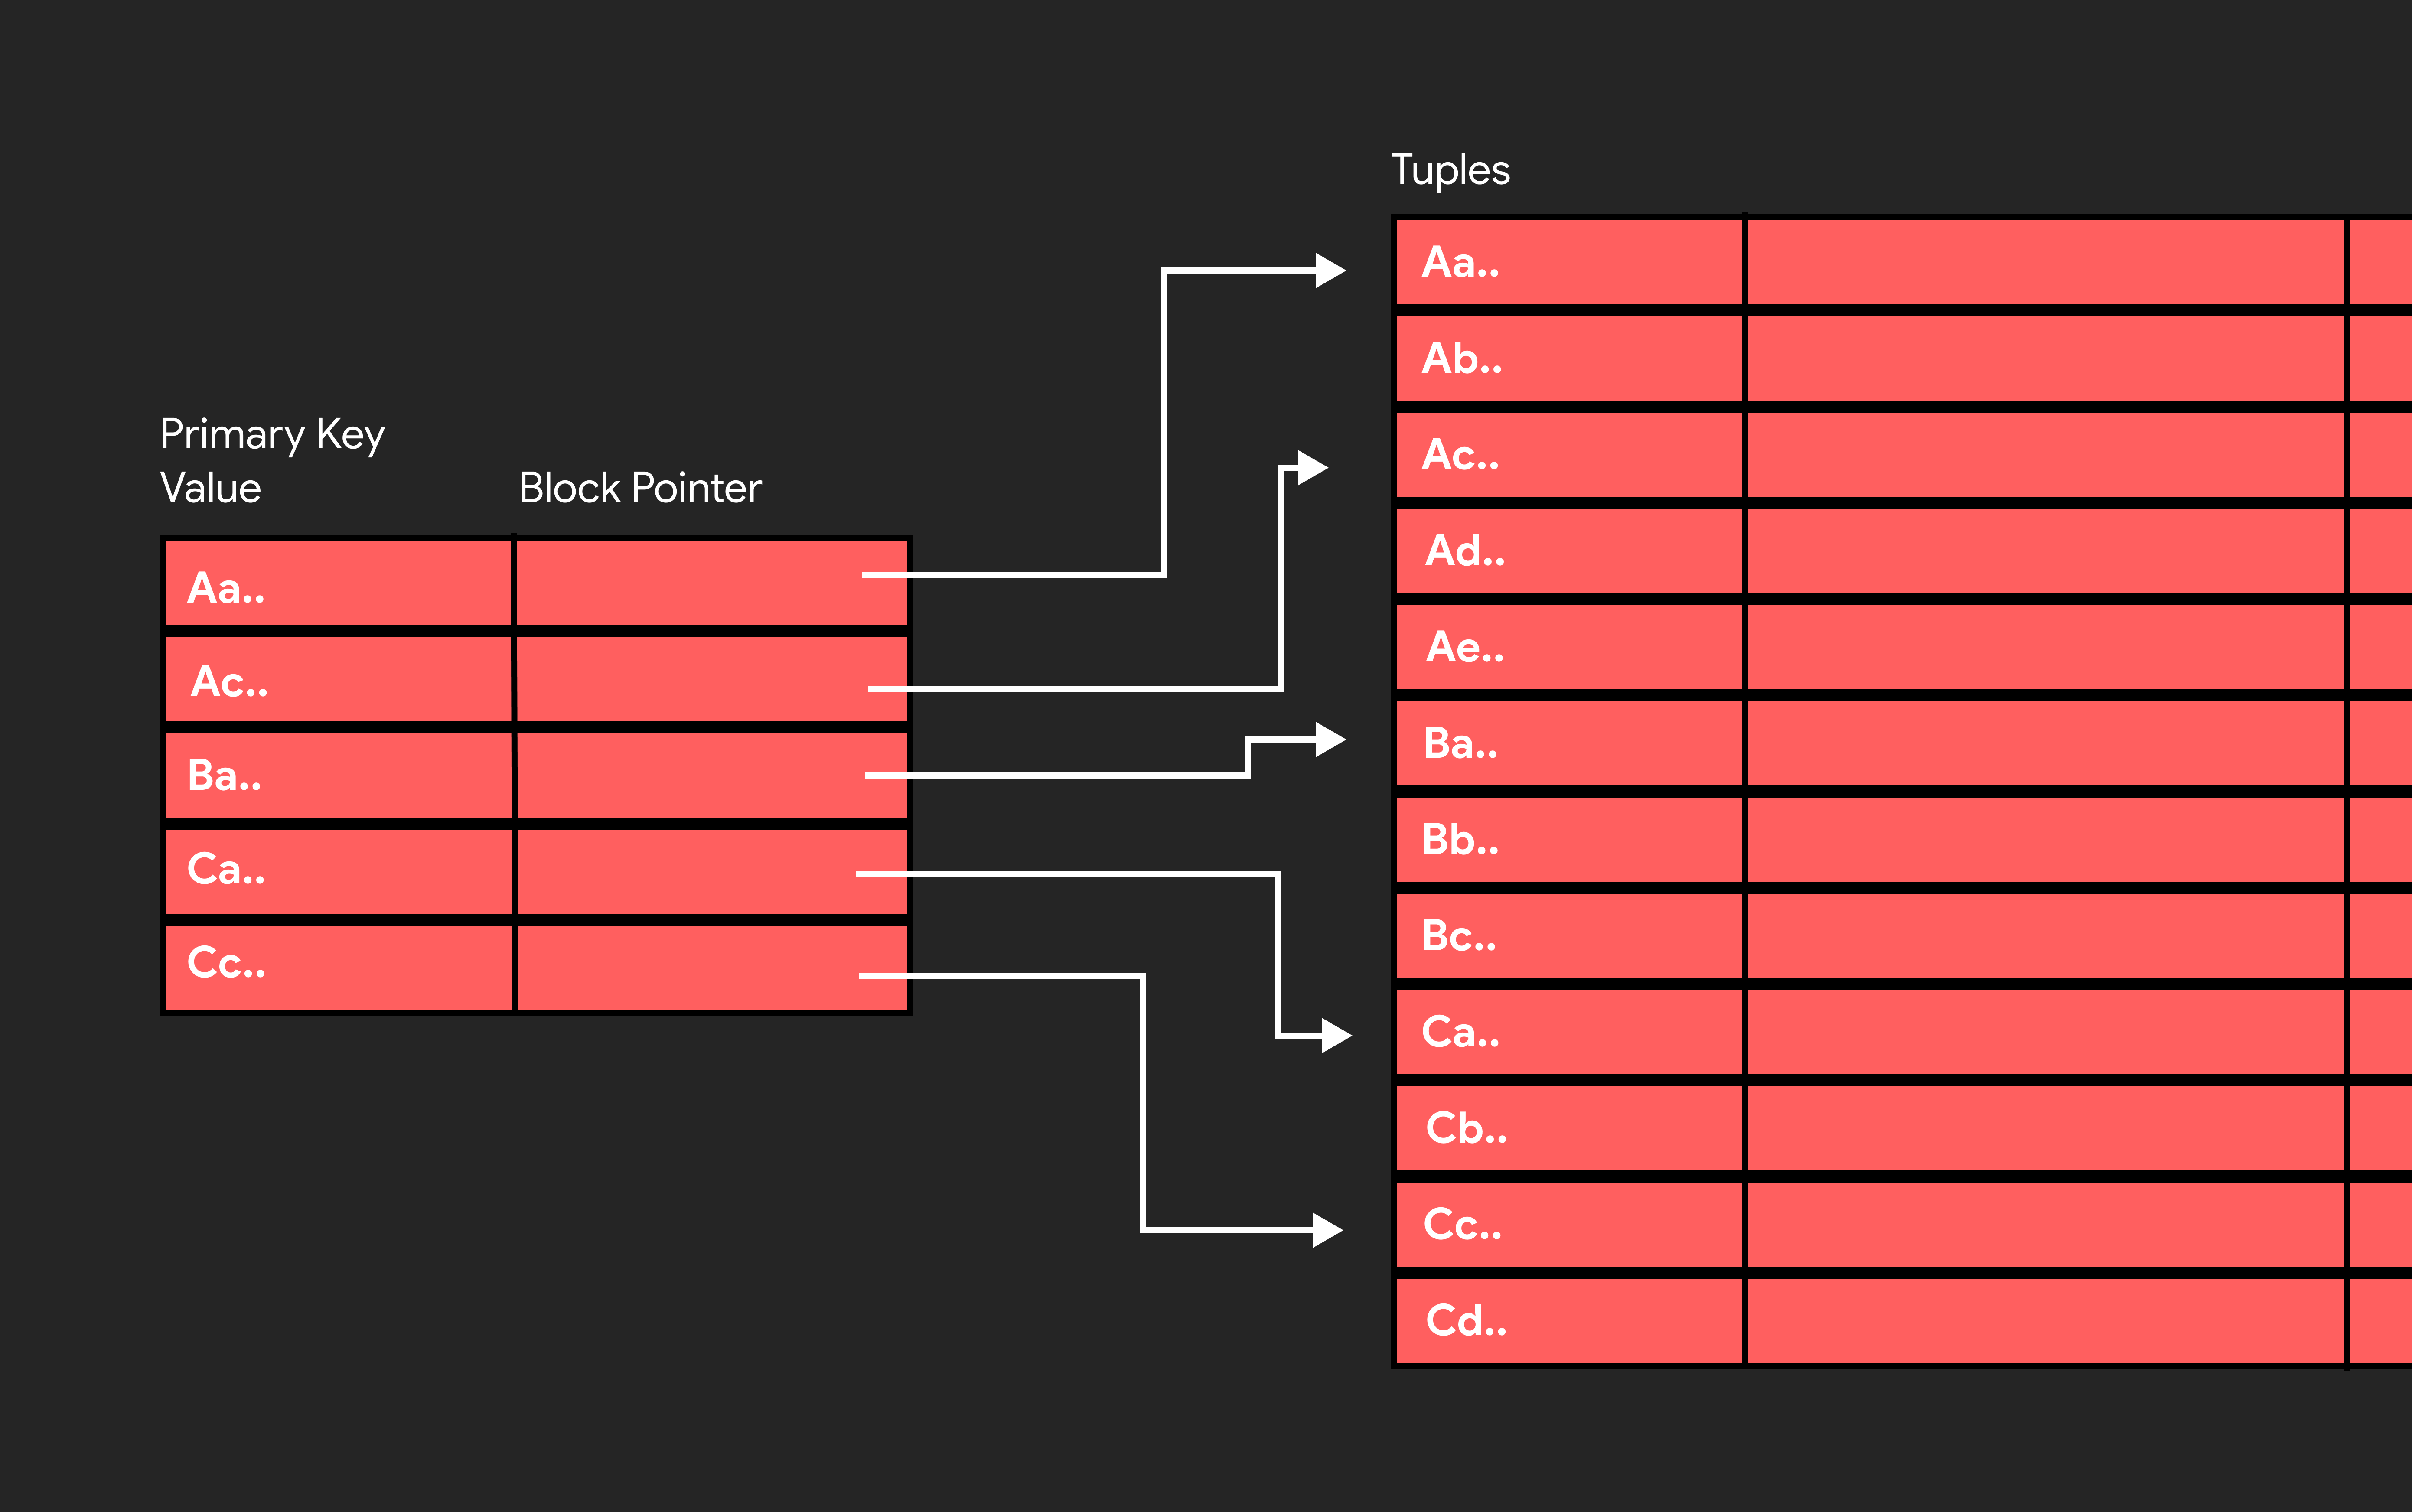 Primary Key
Value
Block Pointer
Aa..
Ac..
Ba..
Ca..
Cc..
Tuples
Aa..
Ab..
Ac..
Ad..
Ae..
Ba..
Bb..
Bc..
Ca..
Cb..
Cc..
Cd..